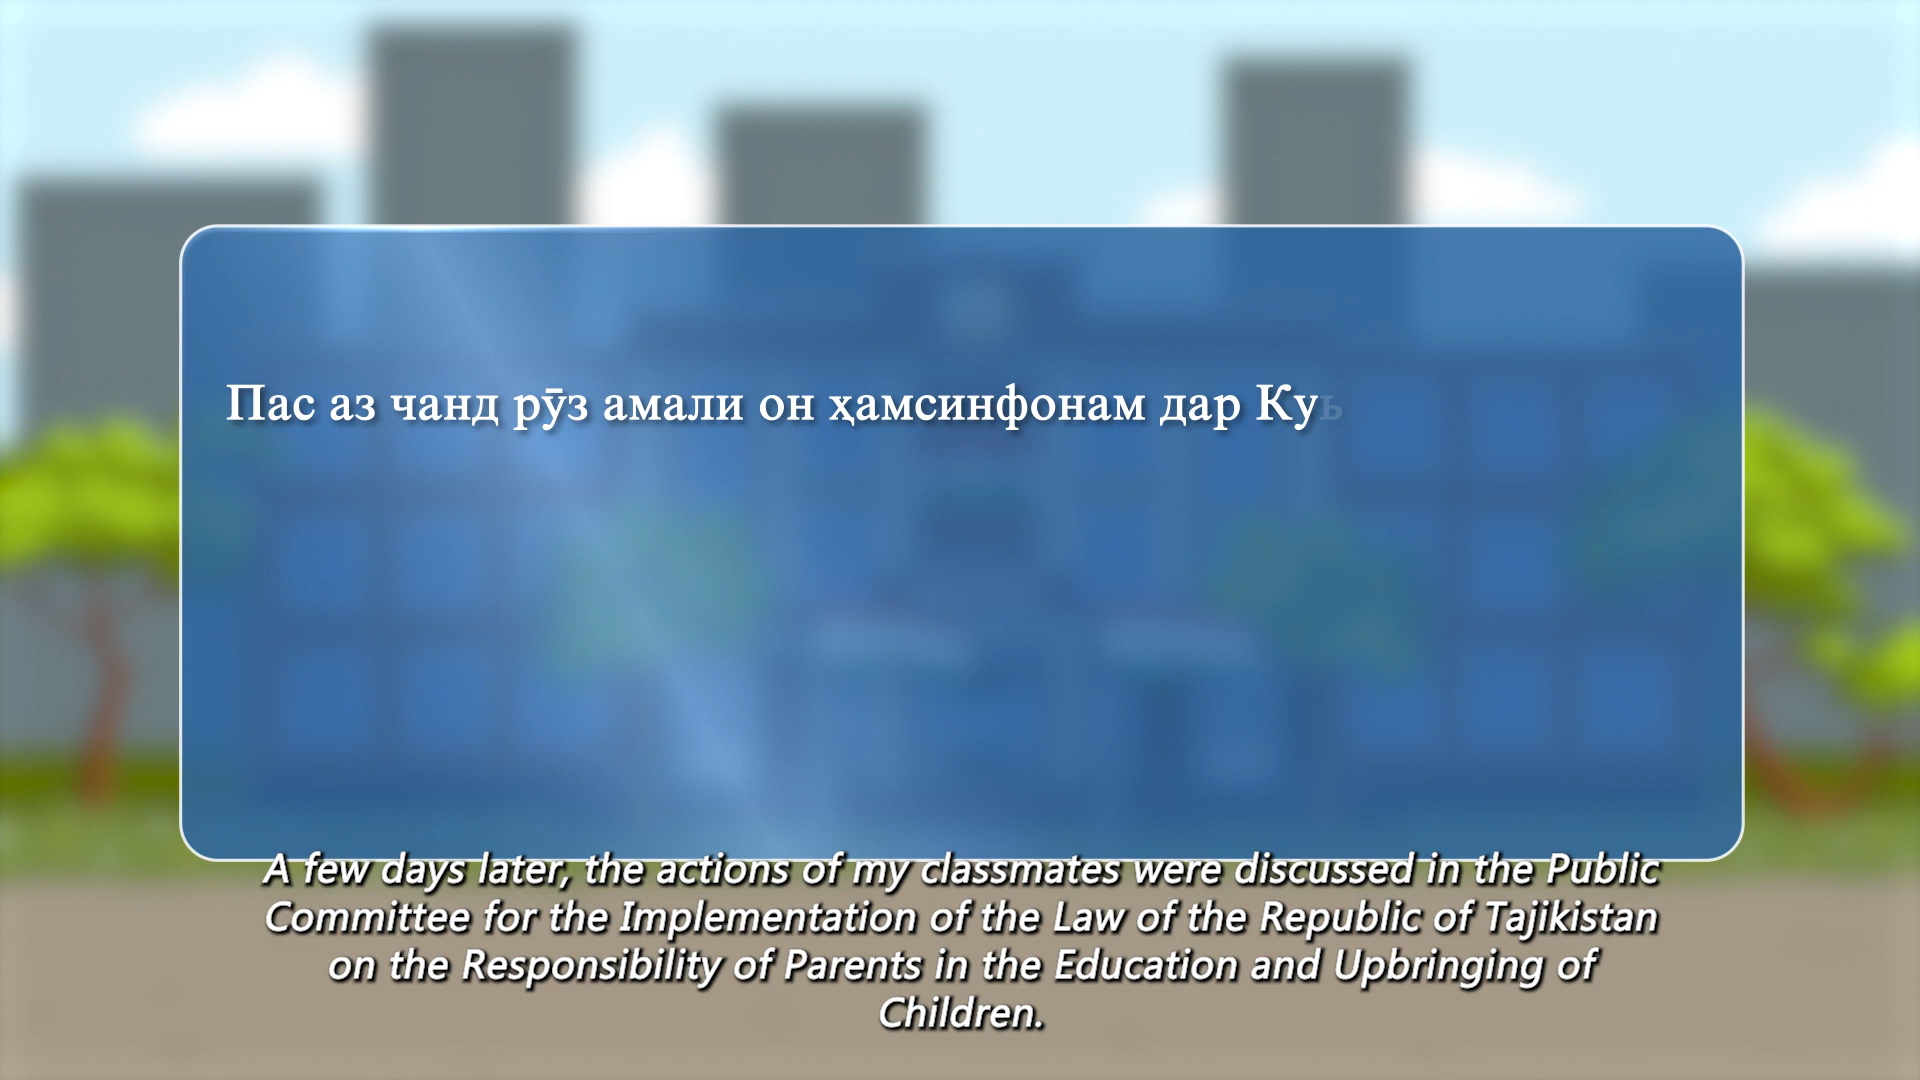 Пас аз чанд рӯз амали он ҳамсинфонам дар Ку
A few days later, the actions of my classmates were discussed in the Public
Committee for the Implementation of the Law of the Republic of Tajikistan
on the Responsibility of Parents in the Education and Upbringing of
Children.